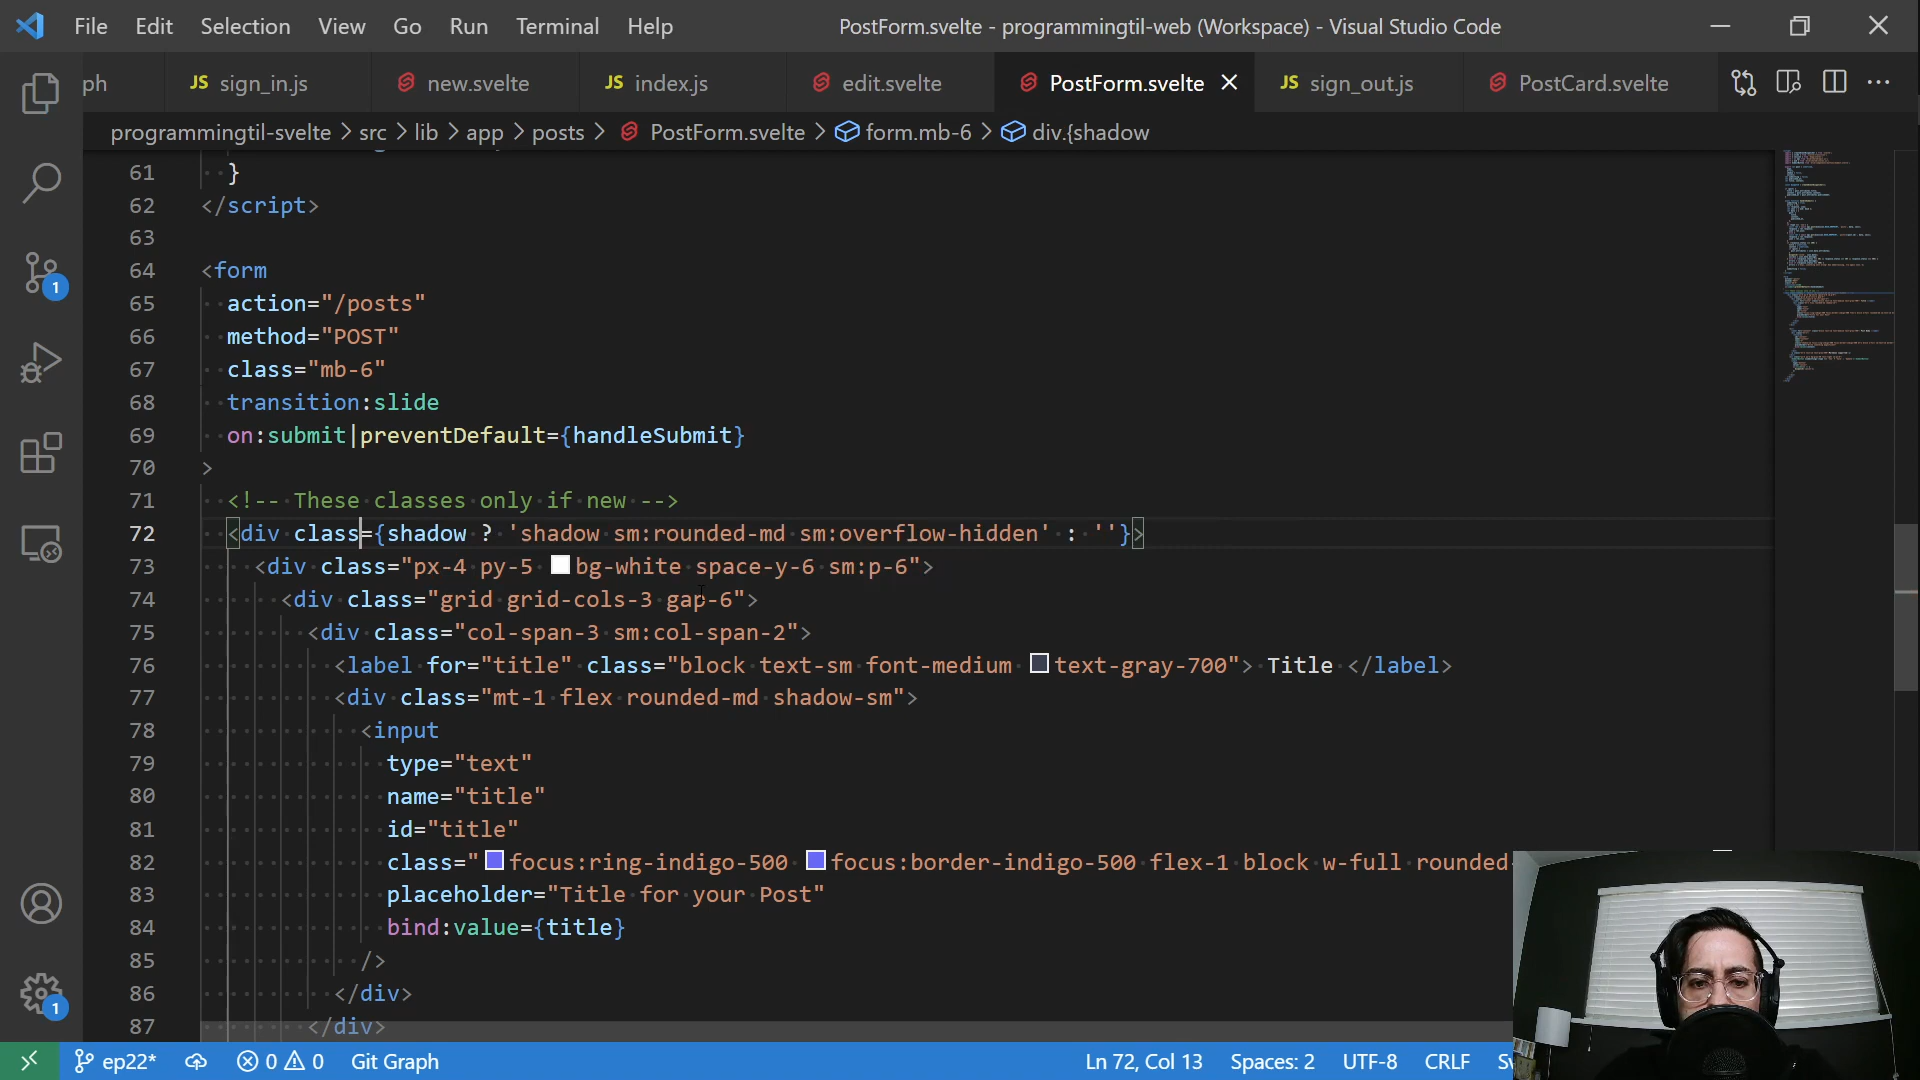 File Edit Selection View Go Run Terminal Help PostForm.svelte - programmingtil-web (Workspace) - Visual Studio Code
ph JS sign_in.js new.svelte JS index.js edit.svelte PostForm.svelte JS sign_out.js PostCard.svelte
programmingtil-svelte > src > lib > app > posts > PostForm.svelte > form.mb-6 > div.{shadow
61 }
62 </script>
63
64 <form
65 action="/posts"
66 method="POST"
67 class="mb-6"
68 transition:slide
69 on:submit|preventDefault={handleSubmit}
70 >
71 <!-- These classes only if new -->
72 <div class={shadow ? 'shadow sm:rounded-md sm:overflow-hidden' : ''}>
73 <div class="px-4 py-5 bg-white space-y-6 sm:p-6">
74 <div class="grid grid-cols-3 gap-6">
75 <div class="col-span-3 sm:col-span-2">
76 <label for="title" class="block text-sm font-medium text-gray-700"> Title </label>
77 <div class="mt-1 flex rounded-md shadow-sm">
78 <input
79 type="text"
80 name="title"
81 id="title"
82 class="focus:ring-indigo-500 focus:border-indigo-500 flex-1 block w-full rounded-
83 placeholder="Title for your Post"
84 bind:value={title}
85 />
86 </div>
87 </div>
1
1
ep22* 0 0 Git Graph Ln 72, Col 13 Spaces: 2 UTF-8 CRLF